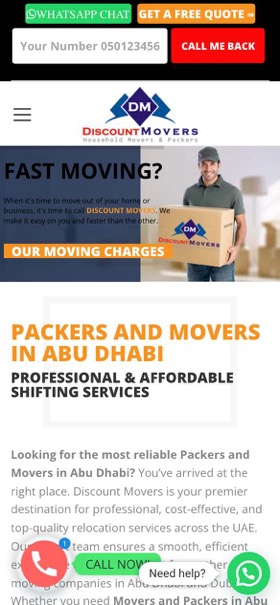 WHATSAPP CHAT
GET A FREE QUOTE
Your Number 050123456
CALL ME BACK
DM
DISCOUNT MOVERS
Household Movers & Packers
FAST MOVING?
When it's time to move out of your home or
business, it's time to call DISCOUNT MOVERS. We
make it easy on you and faster than the other.
OUR MOVING CHARGES
DM
DISCOUNT MOVERS
PACKERS AND MOVERS
IN ABU DHABI
PROFESSIONAL & AFFORDABLE
SHIFTING SERVICES
Looking for the most reliable Packers and
Movers in Abu Dhabi? You've arrived at the
right place. Discount Movers is your premier
destination for professional, cost-effective, and
top-quality relocation services across the UAE.
team ensures a smooth, efficient
moving companies in Abu Dhabi and
Whether you need Movers and Packers in Abu
1
CALL NOW!
Need help?